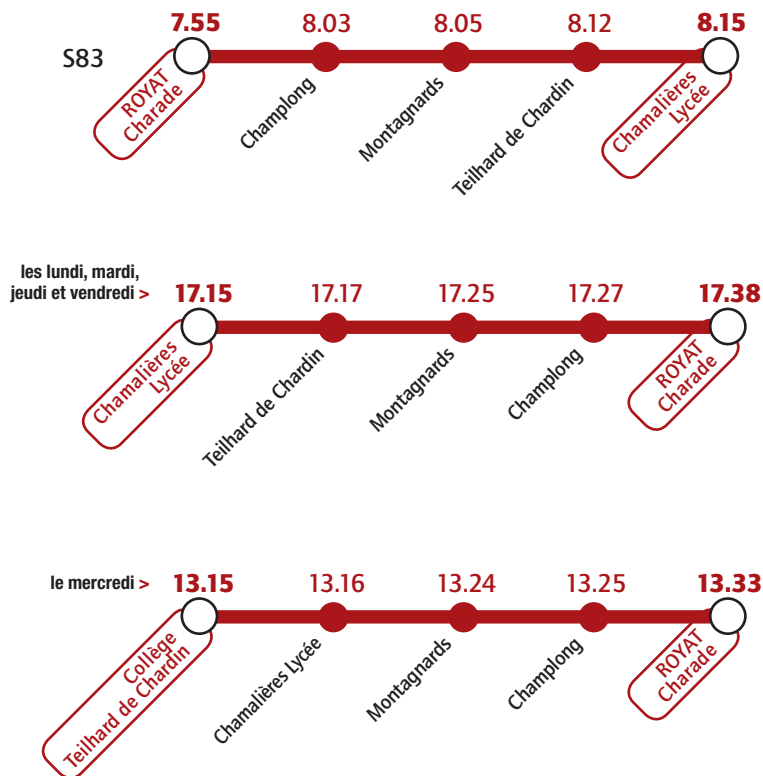 S83
7.55 8.03 8.05 8.12 8.15
ROYAT
Charade
Champlong
Montagnards
Teilhard de Chardin
Chamalières
Lycée
les lundi, mardi,
jeudi et vendredi >
17.15 17.17 17.25 17.27 17.38
Chamalières
Lycée
Teilhard de Chardin
Montagnards
Champlong
ROYAT
Charade
le mercredi >
13.15 13.16 13.24 13.25 13.33
Collège
Teilhard de Chardin
Chamalières Lycée
Montagnards
Champlong
ROYAT
Charade